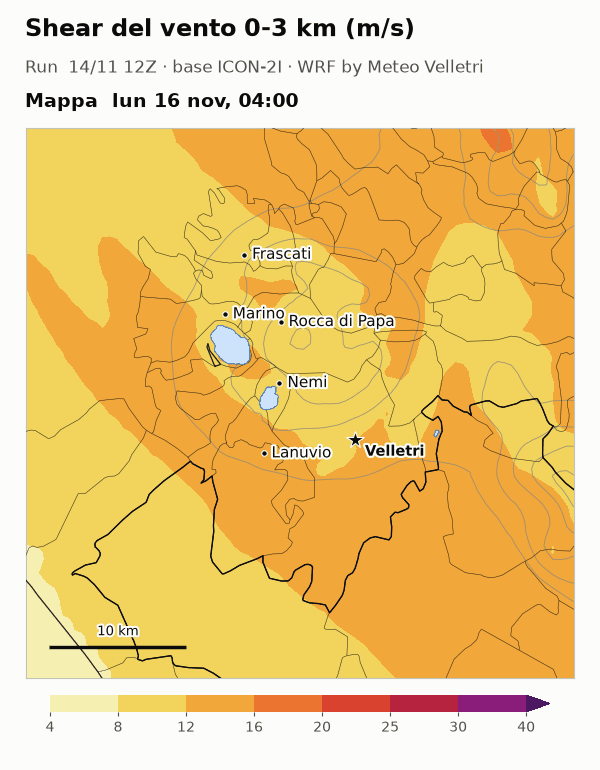 Shear del vento 0-3 km (m/s)
Run  14/11 12Z · base ICON-2I · WRF by Meteo Velletri
Mappa  lun 16 nov, 04:00
Frascati
Marino
Rocca di Papa
Nemi
Velletri
Lanuvio
10 km
4 8 12 16 20 25 30 40